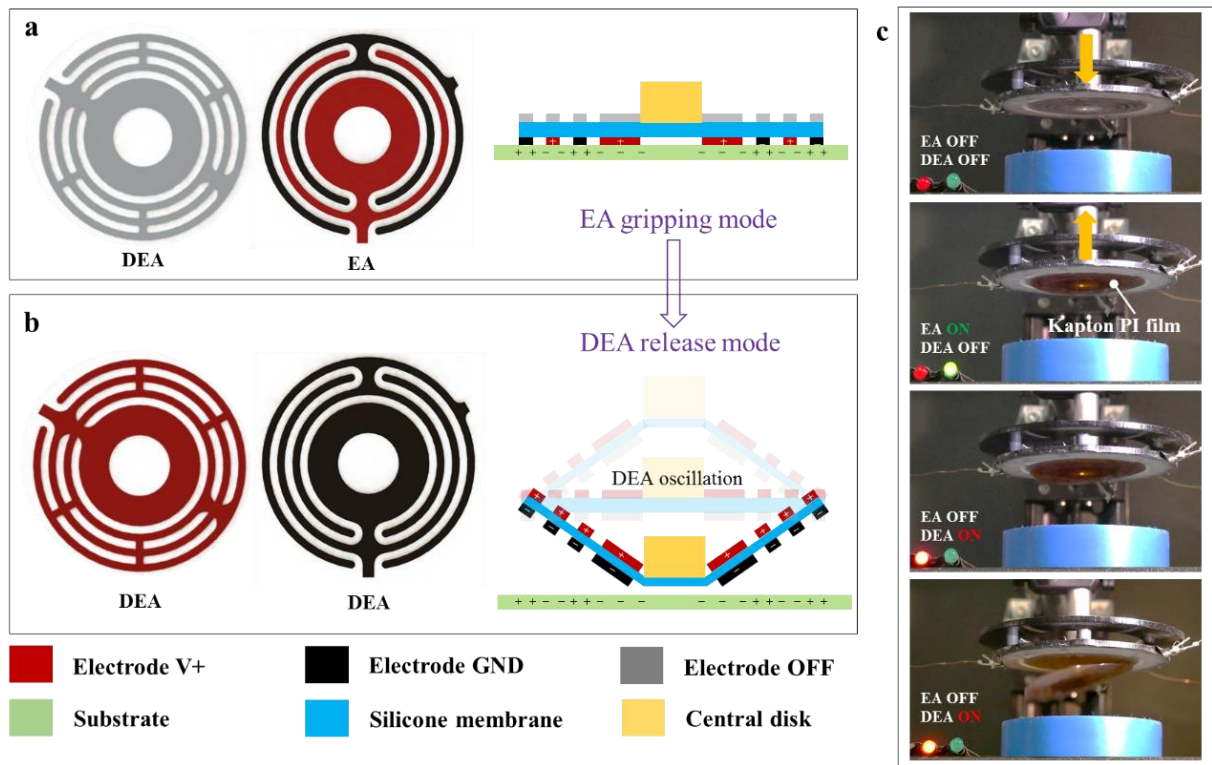 a
DEA
EA
+ + - - + + - - - - - - + + - - + +
EA gripping mode
DEA release mode
b
DEA
DEA
DEA oscillation
+ + - - + + - - - - - - + + - - + +
Electrode V+
Electrode GND
Electrode OFF
Substrate
Silicone membrane
Central disk
c
EA OFF
DEA OFF
Kapton PI film
EA ON
DEA OFF
EA OFF
DEA ON
EA OFF
DEA ON